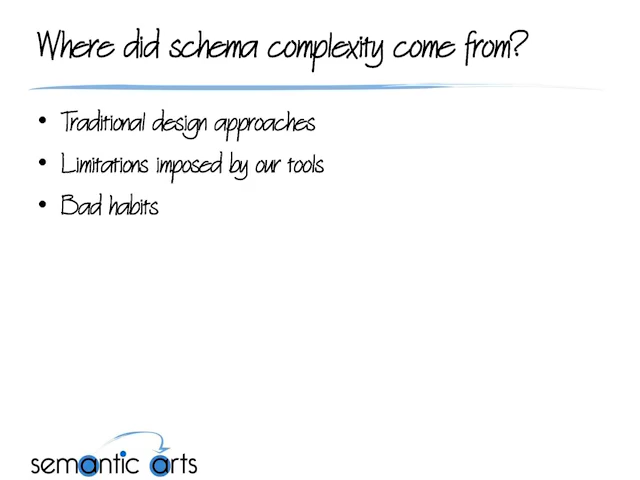 Where did schema complexity come from?
• Traditional design approaches
• Limitations imposed by our tools
• Bad habits
semantic arts